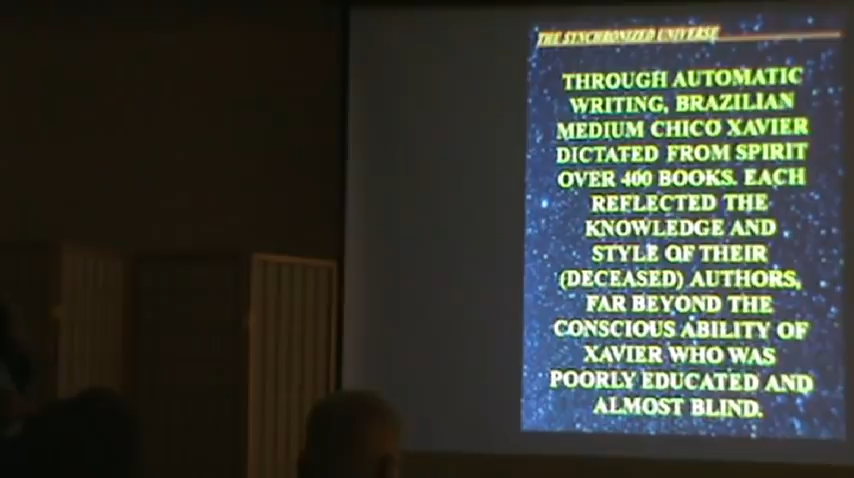 THE SYNCHRONIZED UNIVERSE
THROUGH AUTOMATIC
WRITING, BRAZILIAN
MEDIUM CHICO XAVIER
DICTATED FROM SPIRIT
OVER 400 BOOKS. EACH
REFLECTED THE
KNOWLEDGE AND
STYLE OF THEIR
(DECEASED) AUTHORS,
FAR BEYOND THE
CONSCIOUS ABILITY OF
XAVIER WHO WAS
POORLY EDUCATED AND
ALMOST BLIND.